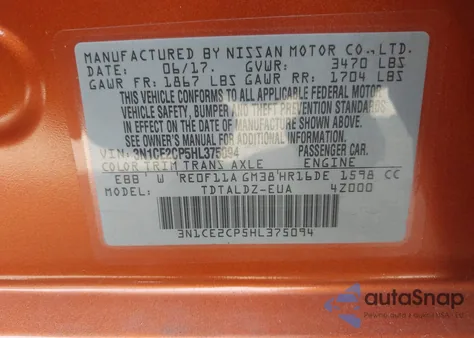 MANUFACTURED BY NISSAN MOTOR CO., LTD.
DATE: 06/17. GVWR: 3470 LBS
GAWR FR: 1867 LBS GAWR RR: 1704 LBS
THIS VEHICLE CONFORMS TO ALL APPLICABLE FEDERAL MOTOR
VEHICLE SAFETY, BUMPER AND THEFT PREVENTION STANDARDS
IN EFFECT ON THE DATE OF MANUFACTURE SHOWN ABOVE.
SEE OWNER'S MANUAL FOR ADDITIONAL INFORMATION.
VIN: 3N1CE2CP5HL375094 PASSENGER CAR.
COLOR TRIM TRANS AXLE ENGINE
EBB W RE0F11A GM38 HR16DE 1598 CC
MODEL: TDTALDZ-EUA 4Z000
3N1CE2CP5HL375094
autoSnap